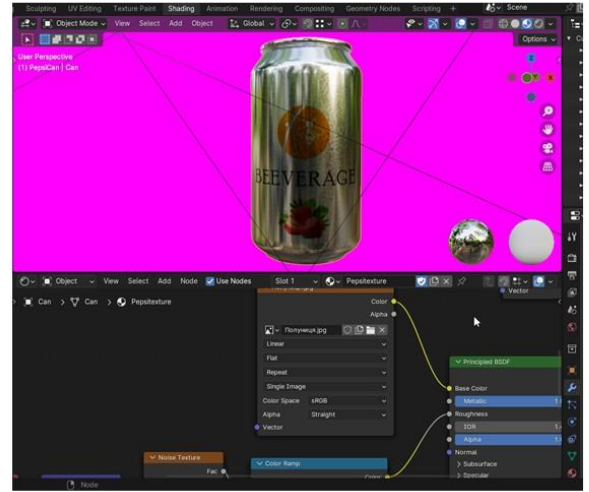 Sculpting UV Editing Texture Paint Shading Animation Rendering Compositing Geometry Nodes Scripting + Scene
Object Mode View Select Add Object Global
Options
User Perspective
(1) PepsiCan | Can
Z
BEEVERAGE
Object View Select Add Node Use Nodes Slot 1 Pepsitexture
Can > Can > Pepsitexture
Vector
Color
Alpha
Полуниця.jpg
Linear
Flat
Repeat
Single Image
Color Space sRGB
Alpha Straight
Vector
Principled BSDF
Base Color
Metallic
Roughness
IOR
Alpha
Normal
Subsurface
Specular
Noise Texture
Fac
Color Ramp
Color
Node